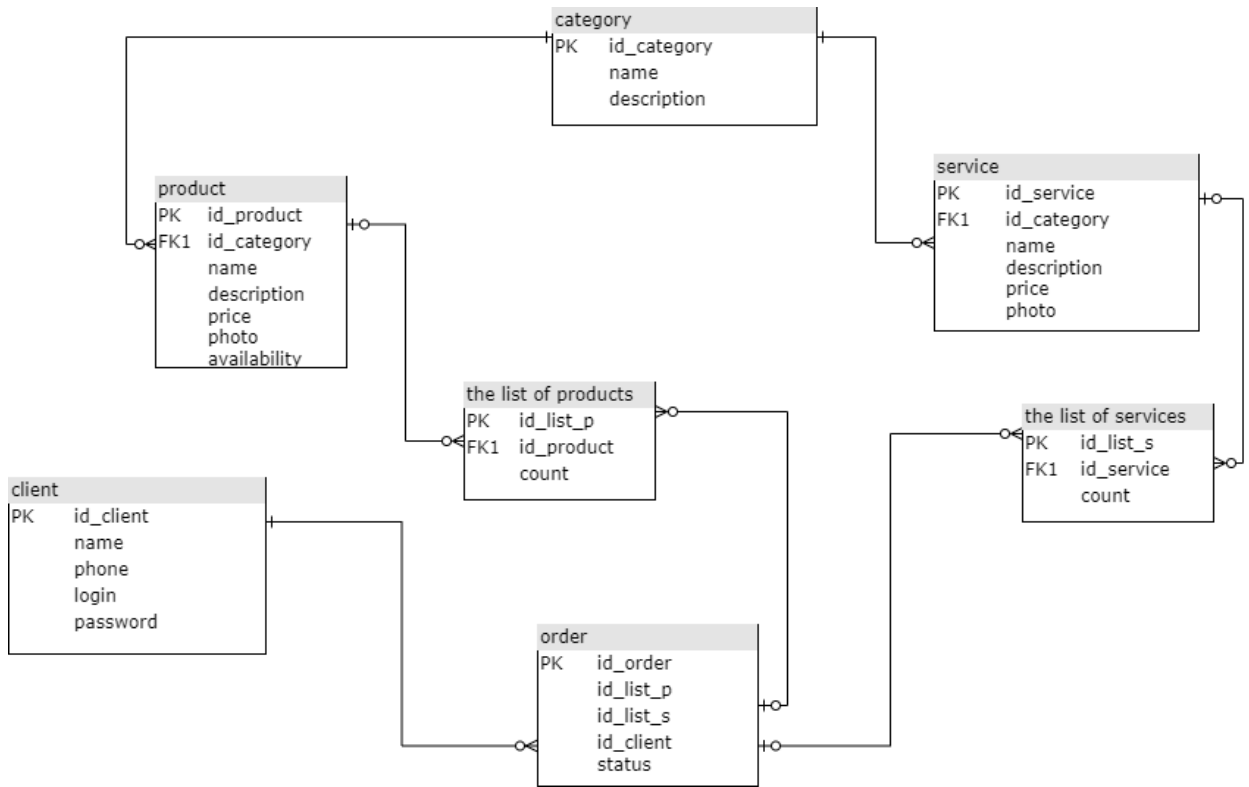 category
PK id_category
name
description
service
PK id_service
FK1 id_category
name
description
price
photo
product
PK id_product
FK1 id_category
name
description
price
photo
availability
the list of products
PK id_list_p
FK1 id_product
count
the list of services
PK id_list_s
FK1 id_service
count
client
PK id_client
name
phone
login
password
order
PK id_order
id_list_p
id_list_s
id_client
status